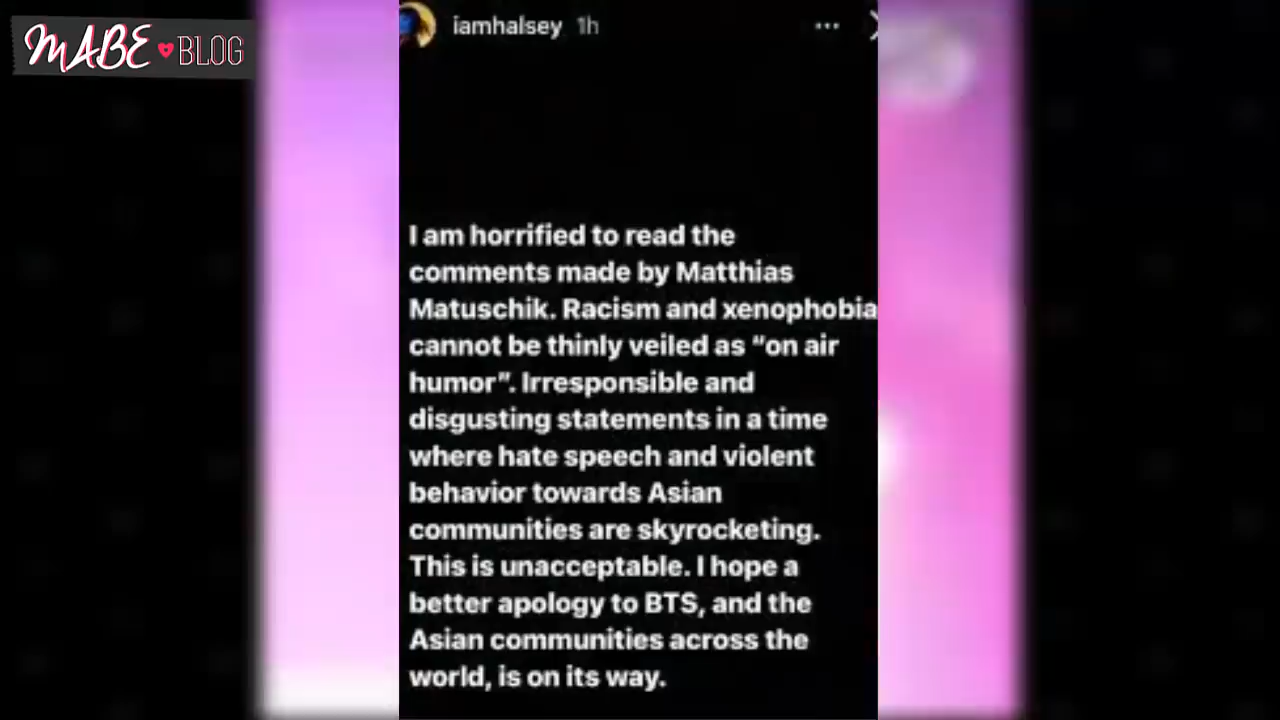 MABE BLOG
iamhalsey 1h
I am horrified to read the
comments made by Matthias
Matuschik. Racism and xenophobia
cannot be thinly veiled as “on air
humor”. Irresponsible and
disgusting statements in a time
where hate speech and violent
behavior towards Asian
communities are skyrocketing.
This is unacceptable. I hope a
better apology to BTS, and the
Asian communities across the
world, is on its way.